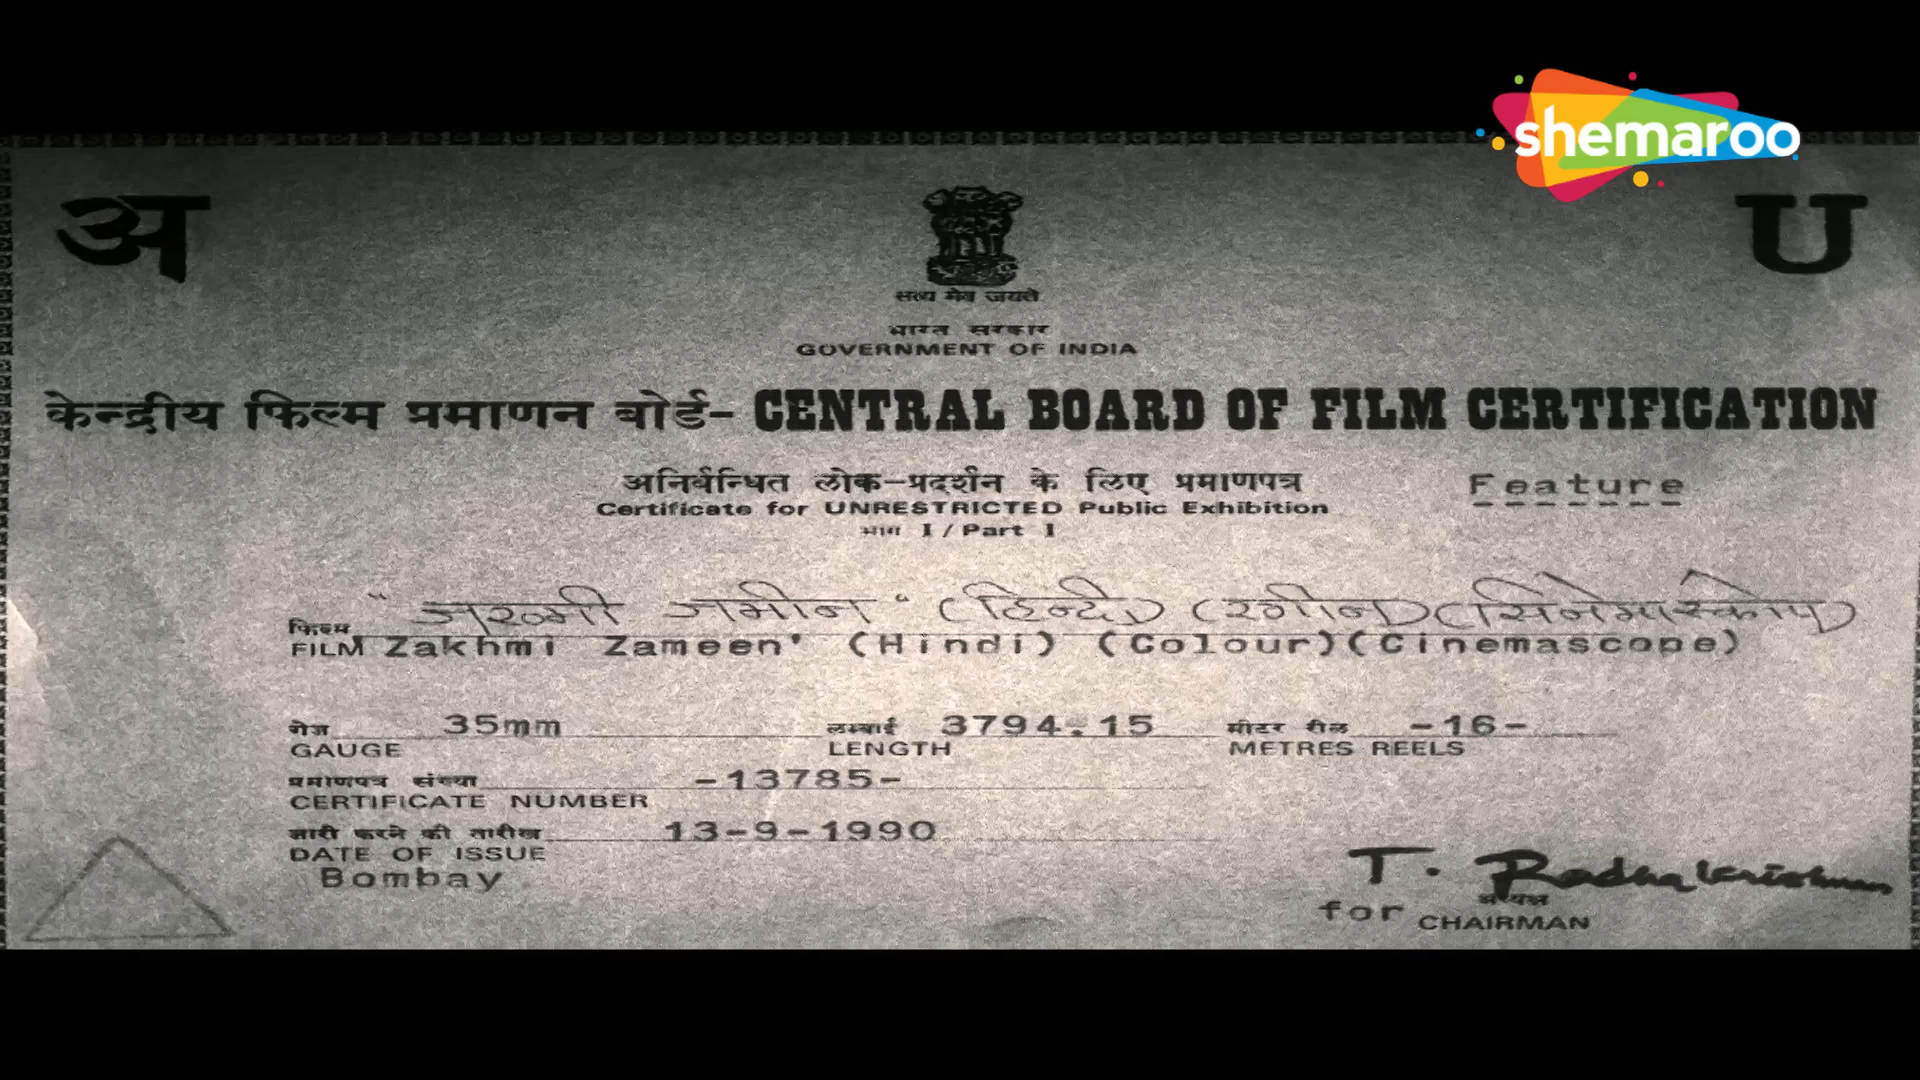 shemaroo
अ U
सत्यमेव जयते
भारत सरकार
GOVERNMENT OF INDIA
केन्द्रीय फिल्म प्रमाणन बोर्ड- CENTRAL BOARD OF FILM CERTIFICATION
अनिर्बन्धित लोक-प्रदर्शन के लिए प्रमाणपत्र Feature
Certificate for UNRESTRICTED Public Exhibition
भाग I / Part I
फिल्म "जख्मी जमीन" (हिन्दी) (रंगीन) (सिनेमास्कोप)
FILM Zakhmi Zameen' (Hindi) (Colour)(Cinemascope)
गेज 35mm लम्बाई 3794.15 मीटर रील -16-
GAUGE LENGTH METRES REELS
प्रमाणपत्र संख्या -13785-
CERTIFICATE NUMBER
जारी करने की तारीख 13-9-1990
DATE OF ISSUE
Bombay
T. Radhakrishnan
अध्यक्ष
for CHAIRMAN